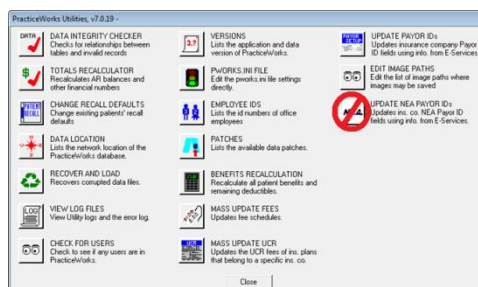 PracticeWorks Utilities, v7.0.19 -
DATA
DATA INTEGRITY CHECKER
Checks for relationships between
tables and invalid records
TOTALS RECALCULATOR
Recalculates AR balances and
other financial numbers
PATIENT
RECALL
CHANGE RECALL DEFAULTS
Change existing patients' recall
defaults
DATA LOCATION
Lists the network location of the
PracticeWorks database.
RECOVER AND LOAD
Recovers corrupted data files.
LOG
VIEW LOG FILES
View Utility logs and the error log.
CHECK FOR USERS
Check to see if any users are in
PracticeWorks.
VERSIONS
Lists the application and data
version of PracticeWorks.
PWORKS.INI FILE
Edit the pworks.ini file settings
directly.
EMPLOYEE IDS
Lists the id numbers of office
employees
PATCHES
Lists the available data patches.
BENEFITS RECALCULATION
Recalculate all patient benefits and
remaining deductibles.
MASS UPDATE FEES
Updates fee schedules.
UCR
MASS UPDATE UCR
Updates the UCR fees of ins. plans
that belong to a specific ins. co.
UPDATE PAYOR IDs
Updates insurance company Payor
ID fields using info. from E-Services
EDIT IMAGE PATHS
Edit the list of image paths where
images may be saved
UPDATE NEA PAYOR IDs
Updates ins. co. NEA Payor ID
fields using info. from E-Services.
Close